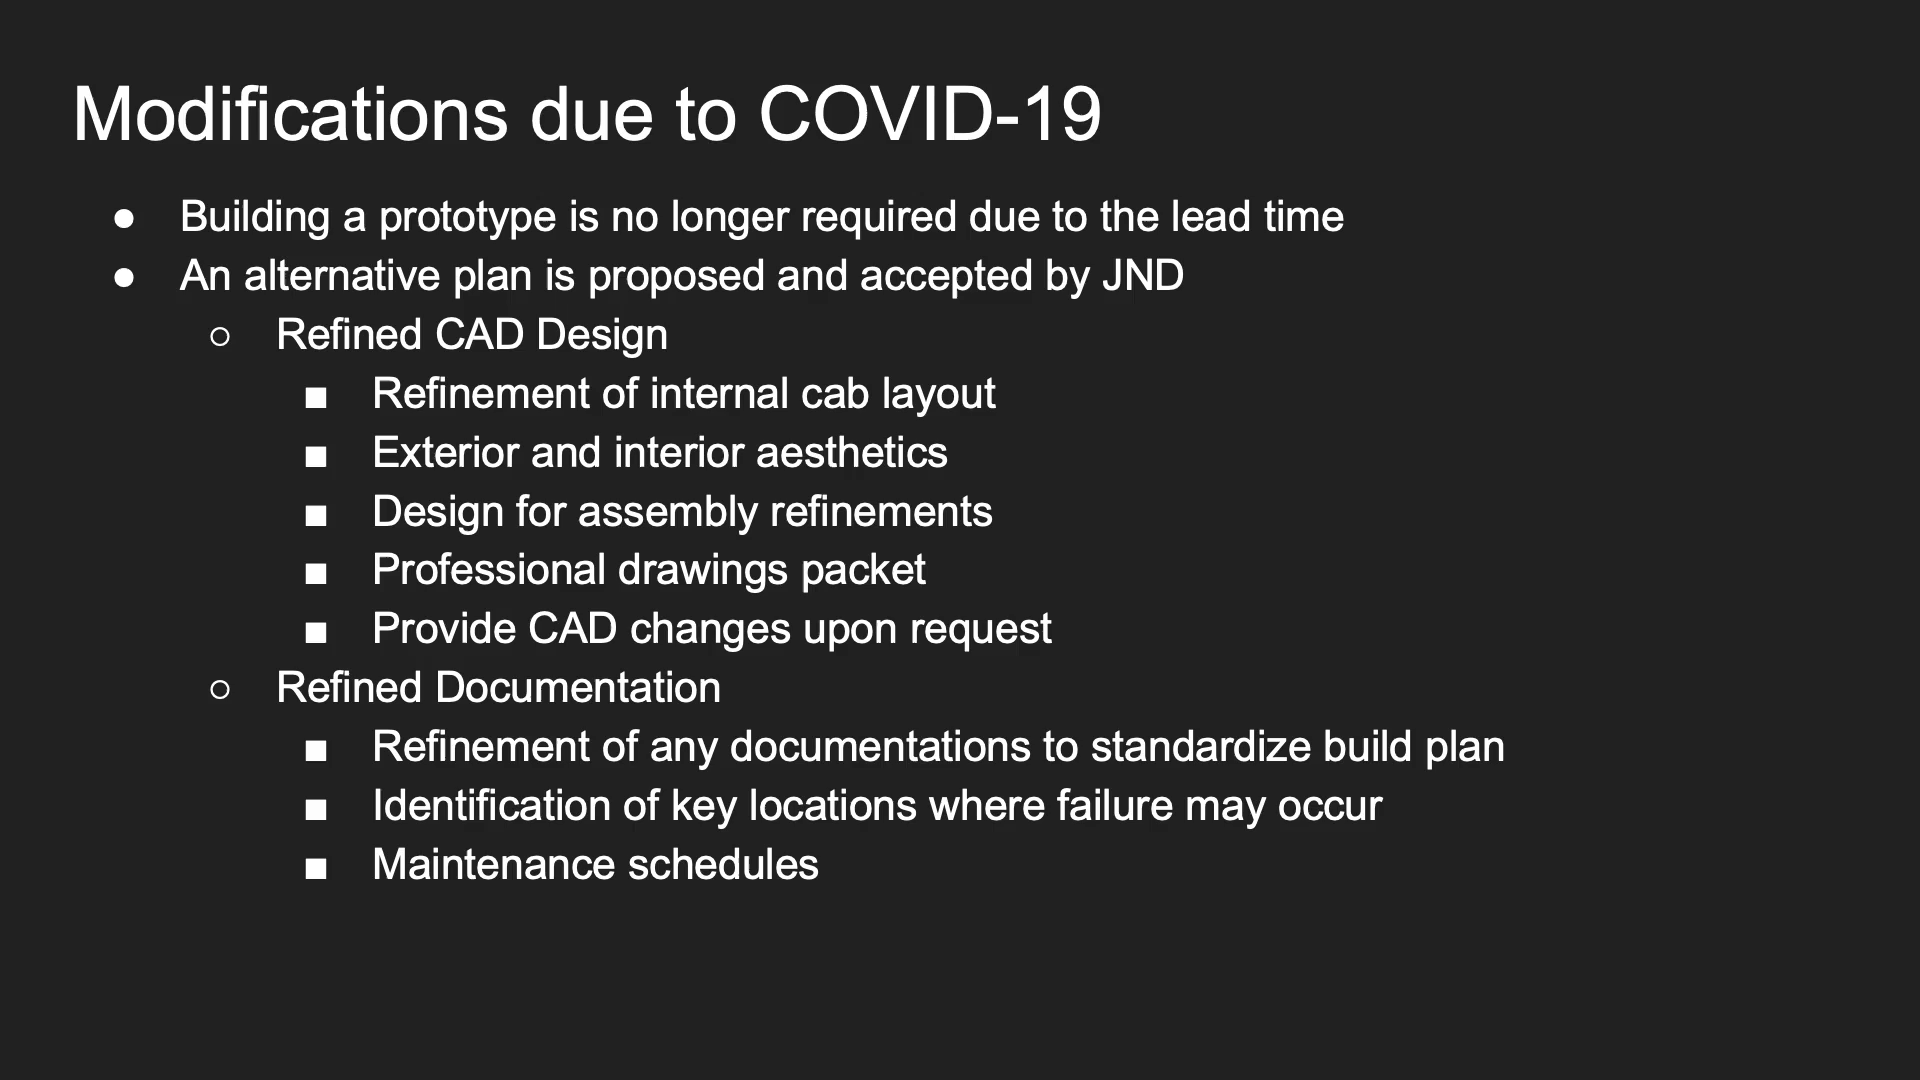 Modifications due to COVID-19
● Building a prototype is no longer required due to the lead time
● An alternative plan is proposed and accepted by JND
○ Refined CAD Design
■ Refinement of internal cab layout
■ Exterior and interior aesthetics
■ Design for assembly refinements
■ Professional drawings packet
■ Provide CAD changes upon request
○ Refined Documentation
■ Refinement of any documentations to standardize build plan
■ Identification of key locations where failure may occur
■ Maintenance schedules